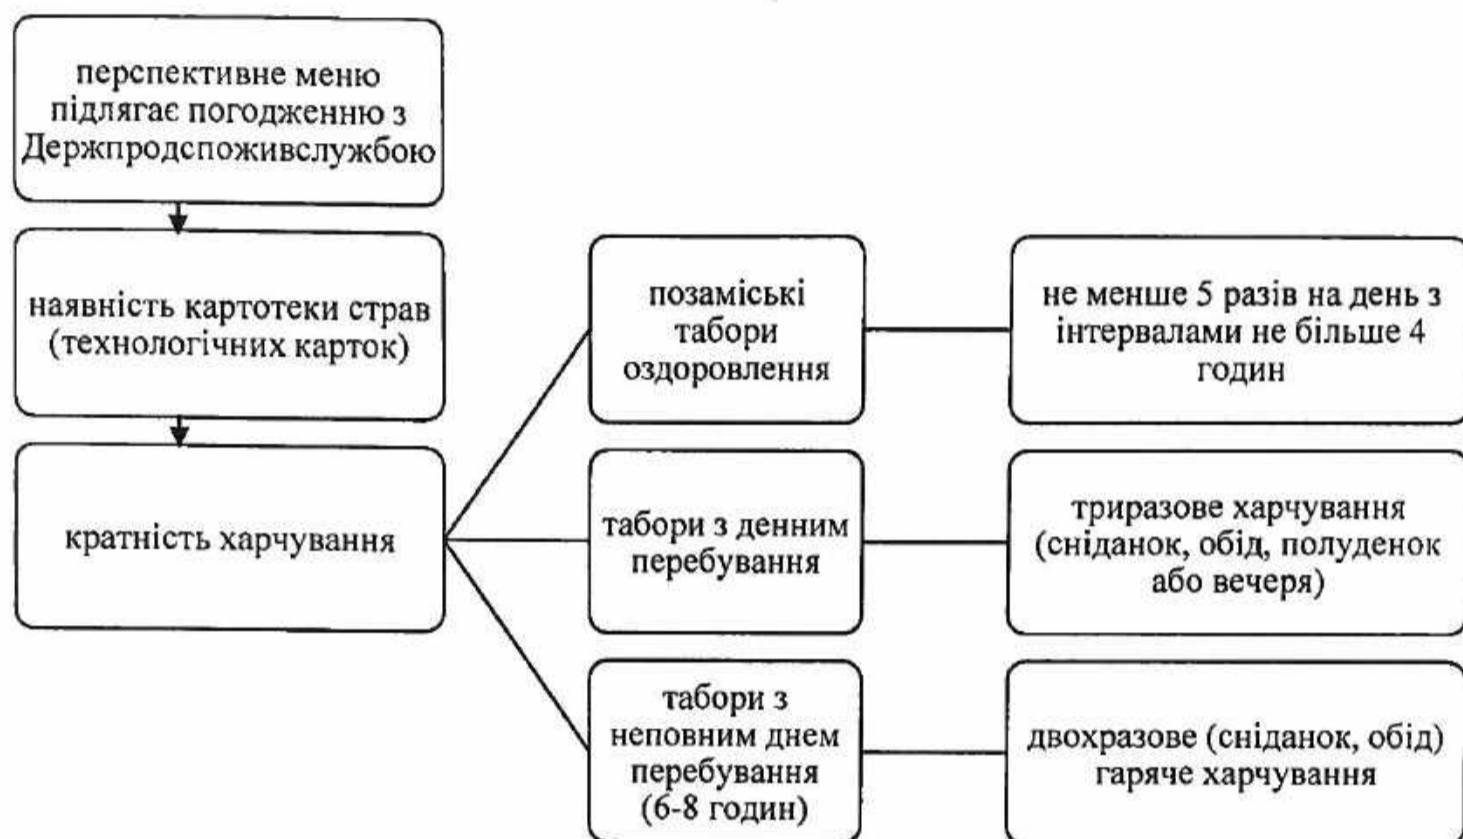 перспективне меню
підлягає погодженню з
Держпродспоживслужбою
наявність картотеки страв
(технологічних карток)
кратність харчування
позаміські
табори
оздоровлення
не менше 5 разів на день з
інтервалами не більше 4
годин
табори з денним
перебування
триразове харчування
(сніданок, обід, полуденок
або вечеря)
табори з
неповним днем
перебування
(6-8 годин)
двохразове (сніданок, обід)
гаряче харчування